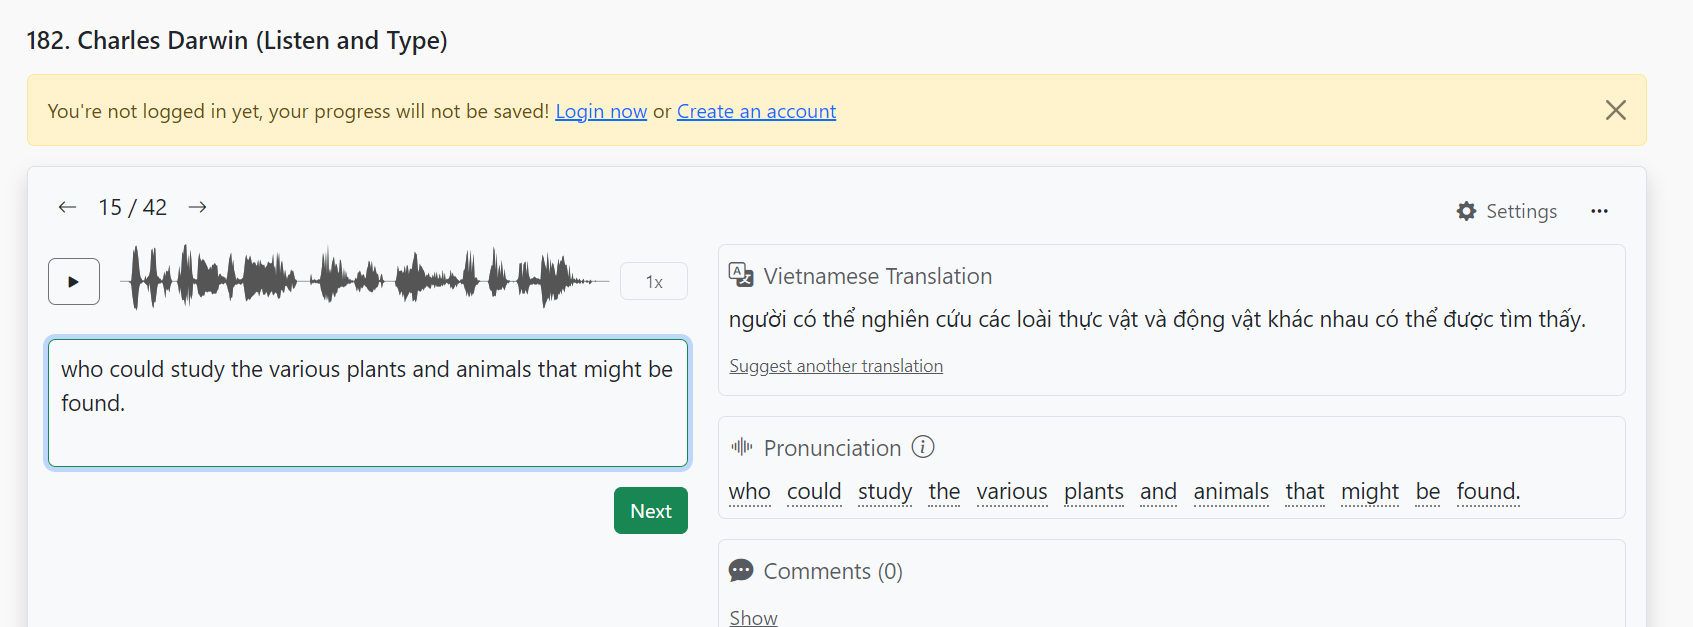 182. Charles Darwin (Listen and Type)
You're not logged in yet, your progress will not be saved! Login now or Create an account
15 / 42
Settings
1x
who could study the various plants and animals that might be
found.
Next
Vietnamese Translation
người có thể nghiên cứu các loài thực vật và động vật khác nhau có thể được tìm thấy.
Suggest another translation
Pronunciation
who could study the various plants and animals that might be found.
Comments (0)
Show